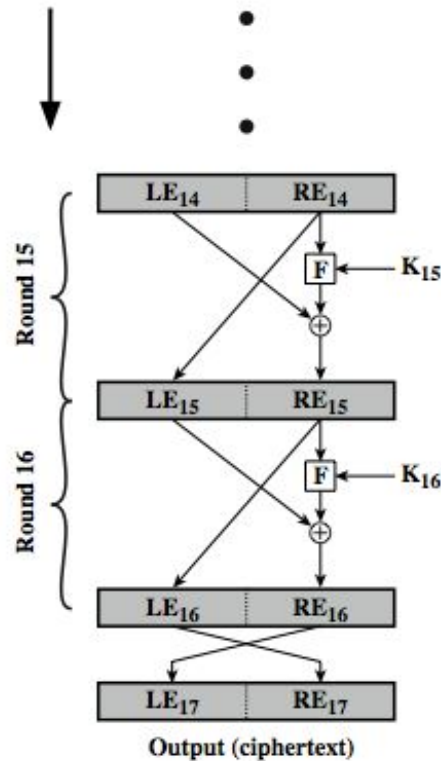 LE14 RE14
F K15
+
Round 15
LE15 RE15
F K16
+
Round 16
LE16 RE16
LE17 RE17
Output (ciphertext)